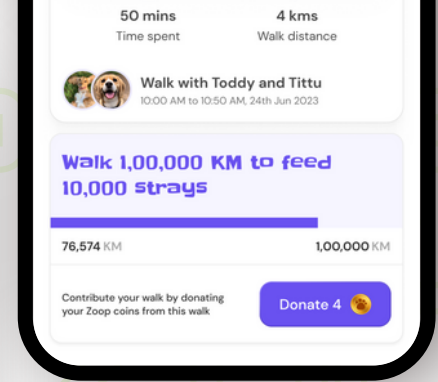 50 mins
4 kms
Time spent
Walk distance
Walk with Toddy and Tittu
10:00 AM to 10:50 AM, 24th Jun 2023
Walk 1,00,000 KM to feed
10,000 strays
76,574 KM
1,00,000 KM
Contribute your walk by donating
your Zoop coins from this walk
Donate 4